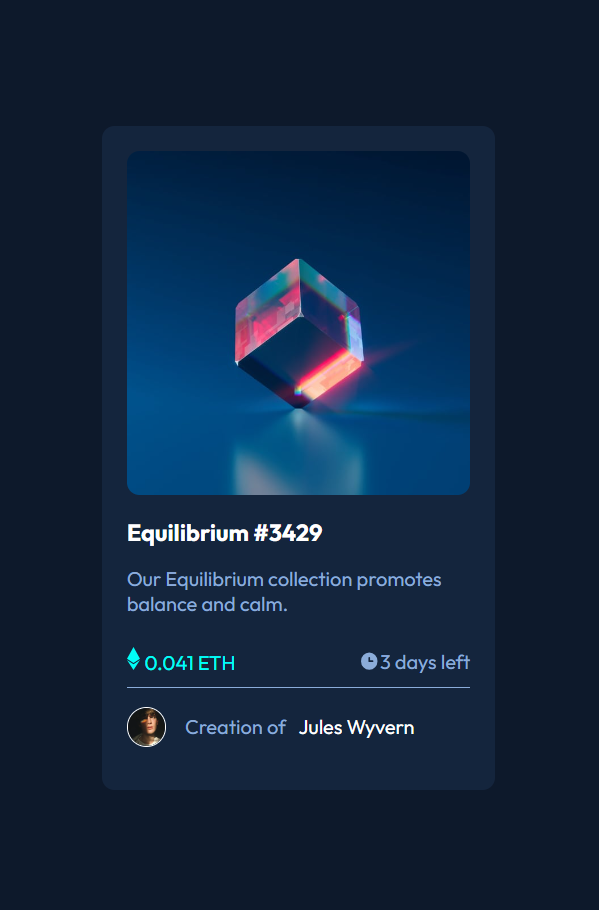 Equilibrium #3429
Our Equilibrium collection promotes
balance and calm.
0.041 ETH 3 days left
Creation of Jules Wyvern